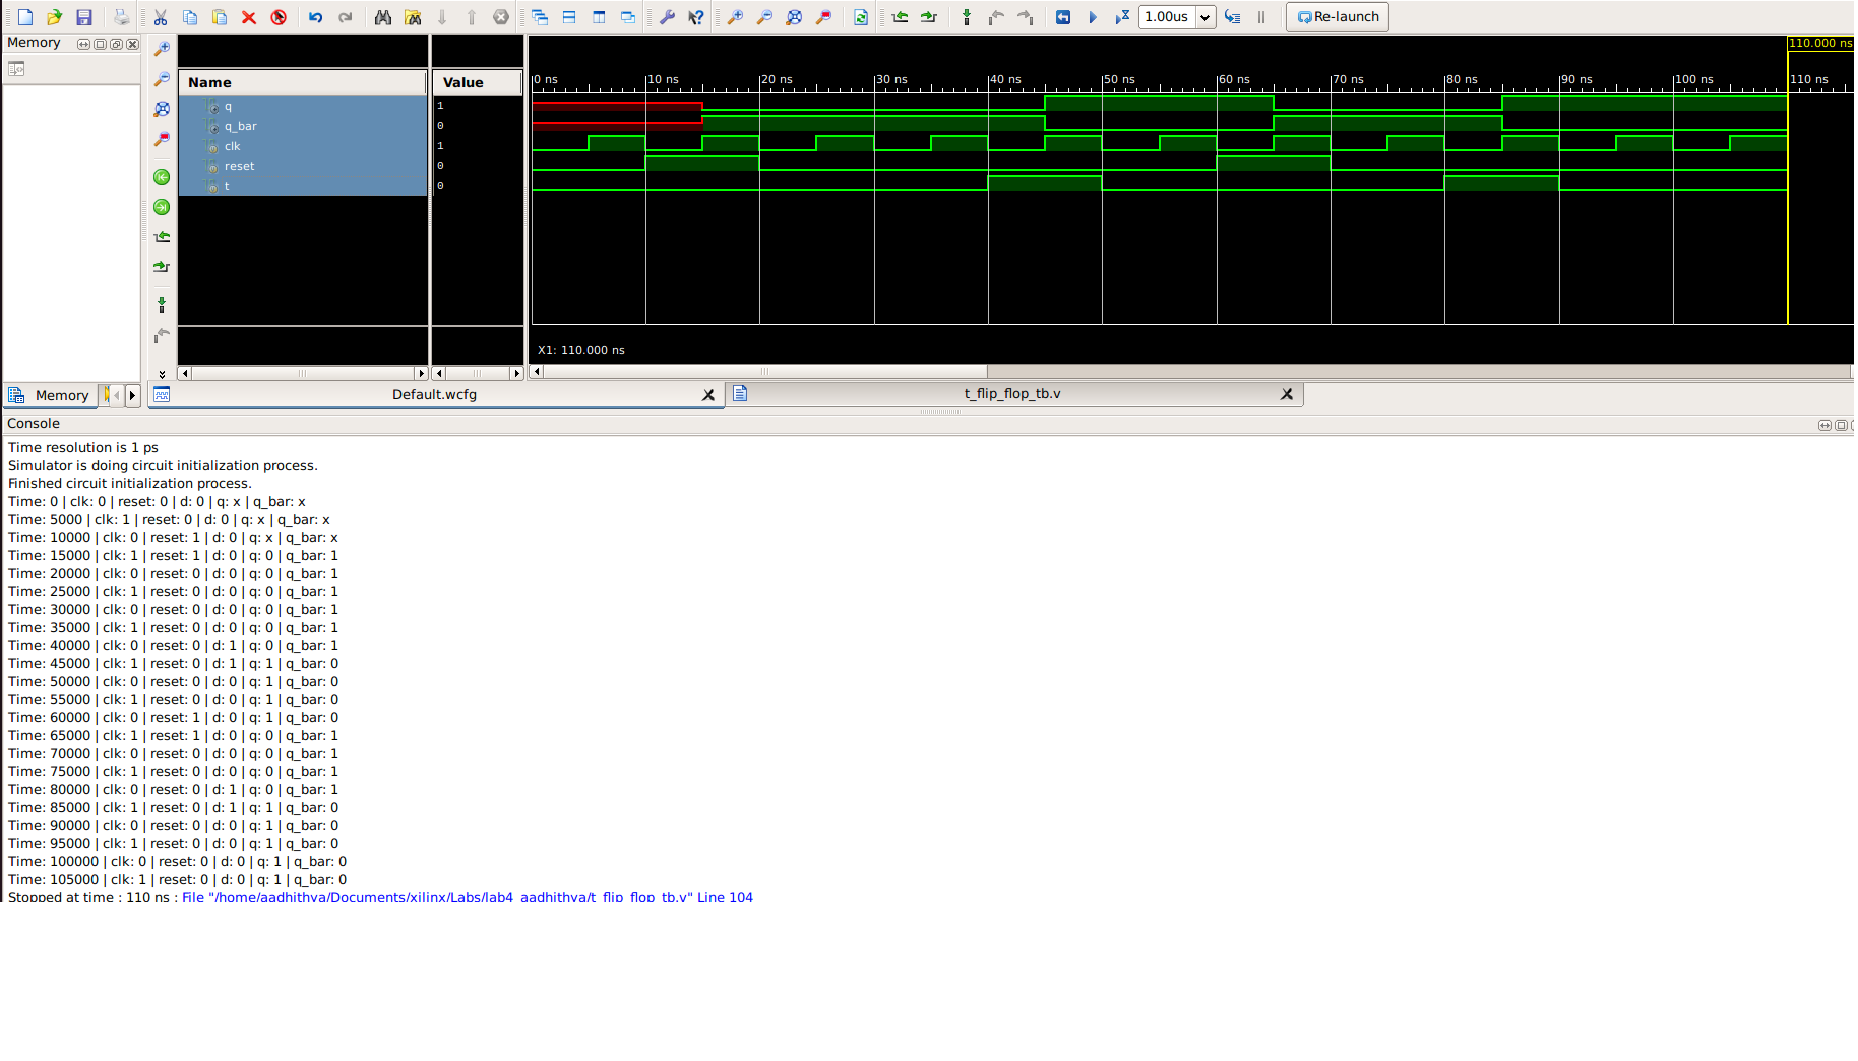 1.00us
Re-launch
Memory
110.000 ns
Name
Value
0 ns
10 ns
20 ns
30 ns
40 ns
50 ns
60 ns
70 ns
80 ns
90 ns
100 ns
110 ns
q
1
q_bar
0
clk
1
reset
0
t
0
X1: 110.000 ns
Memory
Default.wcfg
t_flip_flop_tb.v
Console
Time resolution is 1 ps
Simulator is doing circuit initialization process.
Finished circuit initialization process.
Time: 0 | clk: 0 | reset: 0 | d: 0 | q: x | q_bar: x
Time: 5000 | clk: 1 | reset: 0 | d: 0 | q: x | q_bar: x
Time: 10000 | clk: 0 | reset: 1 | d: 0 | q: x | q_bar: x
Time: 15000 | clk: 1 | reset: 1 | d: 0 | q: 0 | q_bar: 1
Time: 20000 | clk: 0 | reset: 0 | d: 0 | q: 0 | q_bar: 1
Time: 25000 | clk: 1 | reset: 0 | d: 0 | q: 0 | q_bar: 1
Time: 30000 | clk: 0 | reset: 0 | d: 0 | q: 0 | q_bar: 1
Time: 35000 | clk: 1 | reset: 0 | d: 0 | q: 0 | q_bar: 1
Time: 40000 | clk: 0 | reset: 0 | d: 1 | q: 0 | q_bar: 1
Time: 45000 | clk: 1 | reset: 0 | d: 1 | q: 1 | q_bar: 0
Time: 50000 | clk: 0 | reset: 0 | d: 0 | q: 1 | q_bar: 0
Time: 55000 | clk: 1 | reset: 0 | d: 0 | q: 1 | q_bar: 0
Time: 60000 | clk: 0 | reset: 1 | d: 0 | q: 1 | q_bar: 0
Time: 65000 | clk: 1 | reset: 1 | d: 0 | q: 0 | q_bar: 1
Time: 70000 | clk: 0 | reset: 0 | d: 0 | q: 0 | q_bar: 1
Time: 75000 | clk: 1 | reset: 0 | d: 0 | q: 0 | q_bar: 1
Time: 80000 | clk: 0 | reset: 0 | d: 1 | q: 0 | q_bar: 1
Time: 85000 | clk: 1 | reset: 0 | d: 1 | q: 1 | q_bar: 0
Time: 90000 | clk: 0 | reset: 0 | d: 0 | q: 1 | q_bar: 0
Time: 95000 | clk: 1 | reset: 0 | d: 0 | q: 1 | q_bar: 0
Time: 100000 | clk: 0 | reset: 0 | d: 0 | q: 1 | q_bar: 0
Time: 105000 | clk: 1 | reset: 0 | d: 0 | q: 1 | q_bar: 0
Stopped at time : 110 ns : File "/home/aadhithya/Documents/xilinx/Labs/lab4_aadhithya/t_flip_flop_tb.v" Line 104